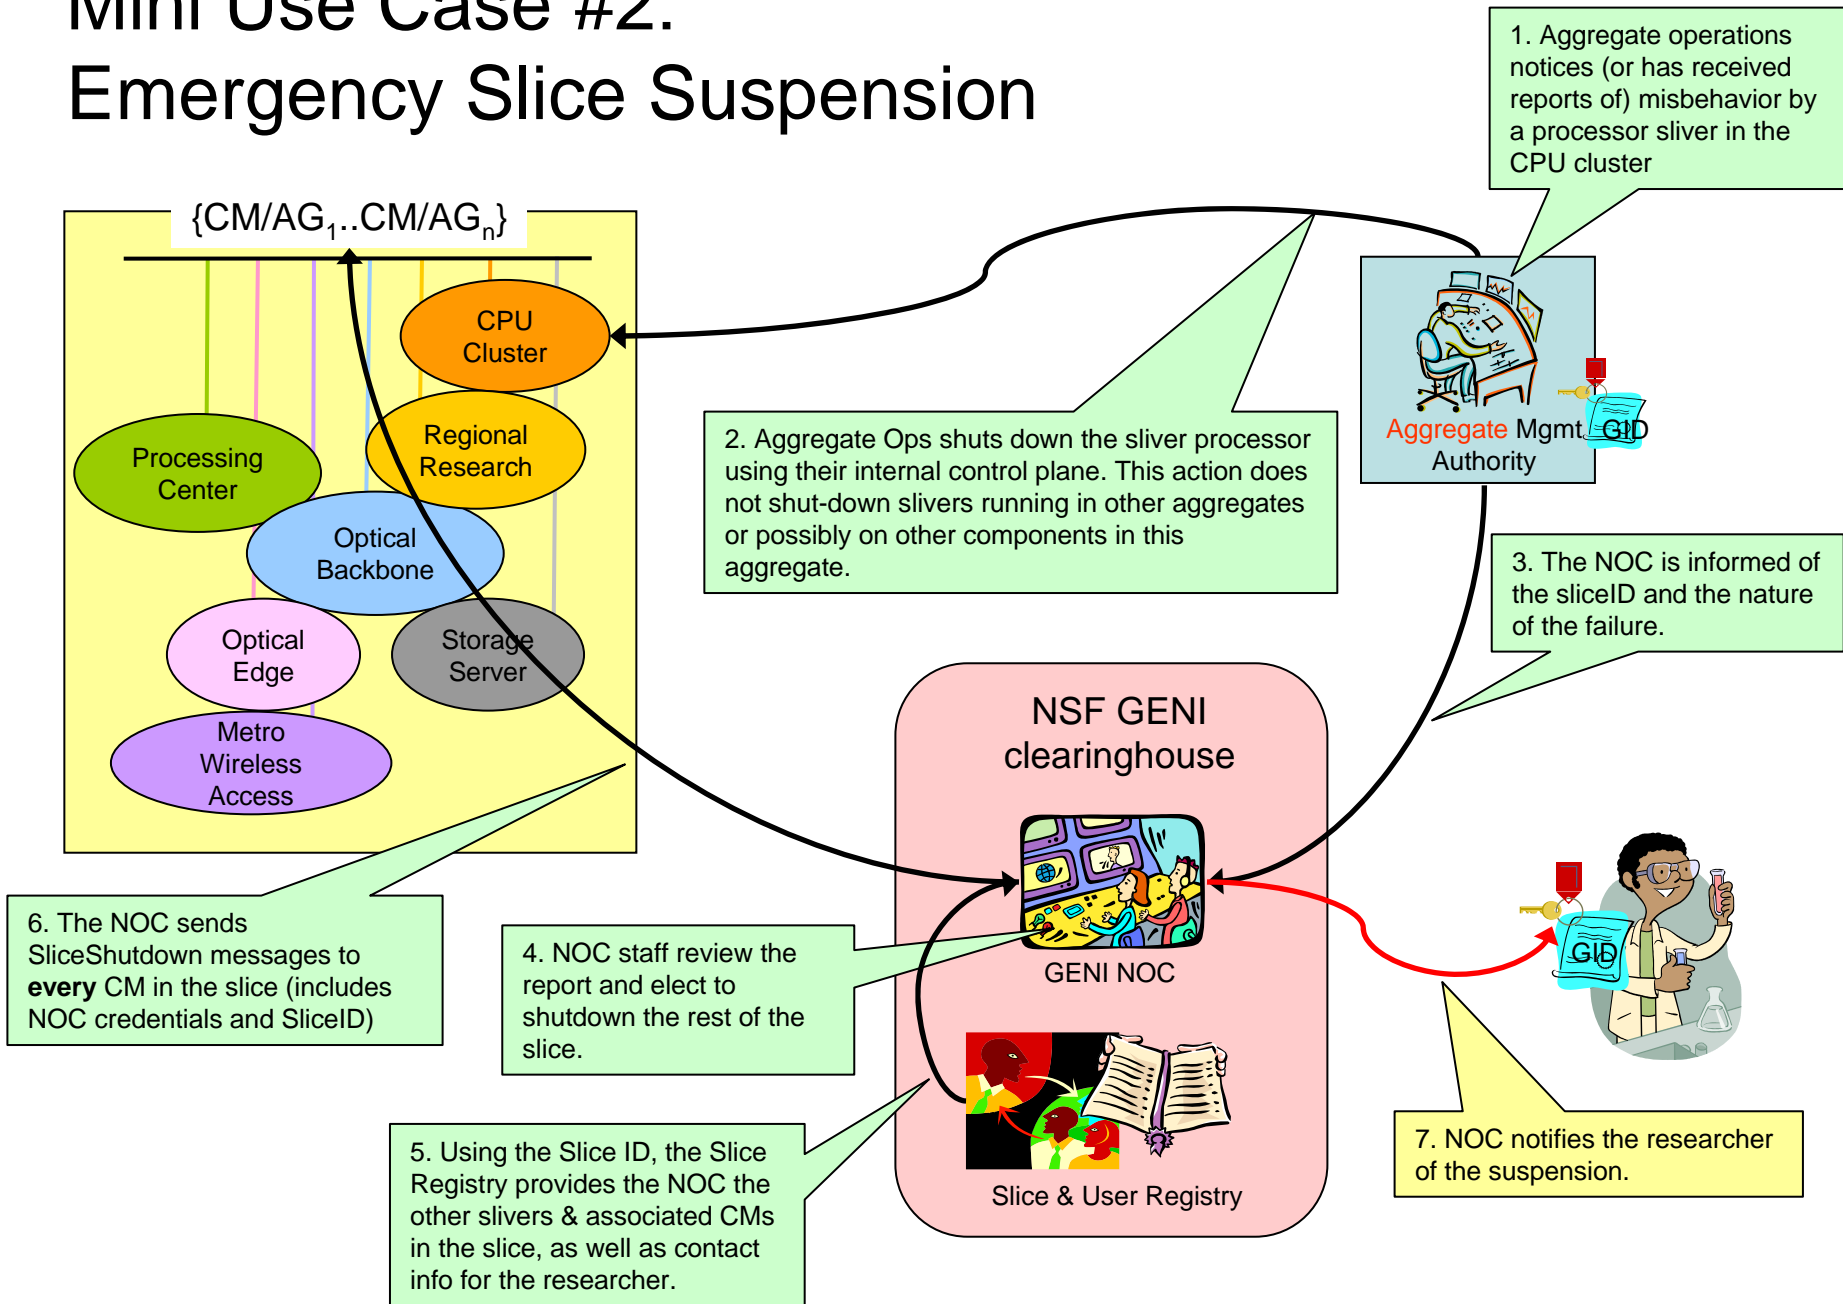 Mini Use Case #2:
Emergency Slice Suspension
1. Aggregate operations
notices (or has received
reports of) misbehavior by
a processor sliver in the
CPU cluster
{CM/AG1..CM/AGn}
CPU
Cluster
Regional
Research
Processing
Center
Optical
Backbone
Optical
Edge
Storage
Server
Metro
Wireless
Access
Aggregate Mgmt
Authority
GID
2. Aggregate Ops shuts down the sliver processor
using their internal control plane. This action does
not shut-down slivers running in other aggregates
or possibly on other components in this
aggregate.
3. The NOC is informed of
the sliceID and the nature
of the failure.
NSF GENI
clearinghouse
GENI NOC
Slice & User Registry
GID
6. The NOC sends
SliceShutdown messages to
every CM in the slice (includes
NOC credentials and SliceID)
4. NOC staff review the
report and elect to
shutdown the rest of the
slice.
5. Using the Slice ID, the Slice
Registry provides the NOC the
other slivers & associated CMs
in the slice, as well as contact
info for the researcher.
7. NOC notifies the researcher
of the suspension.